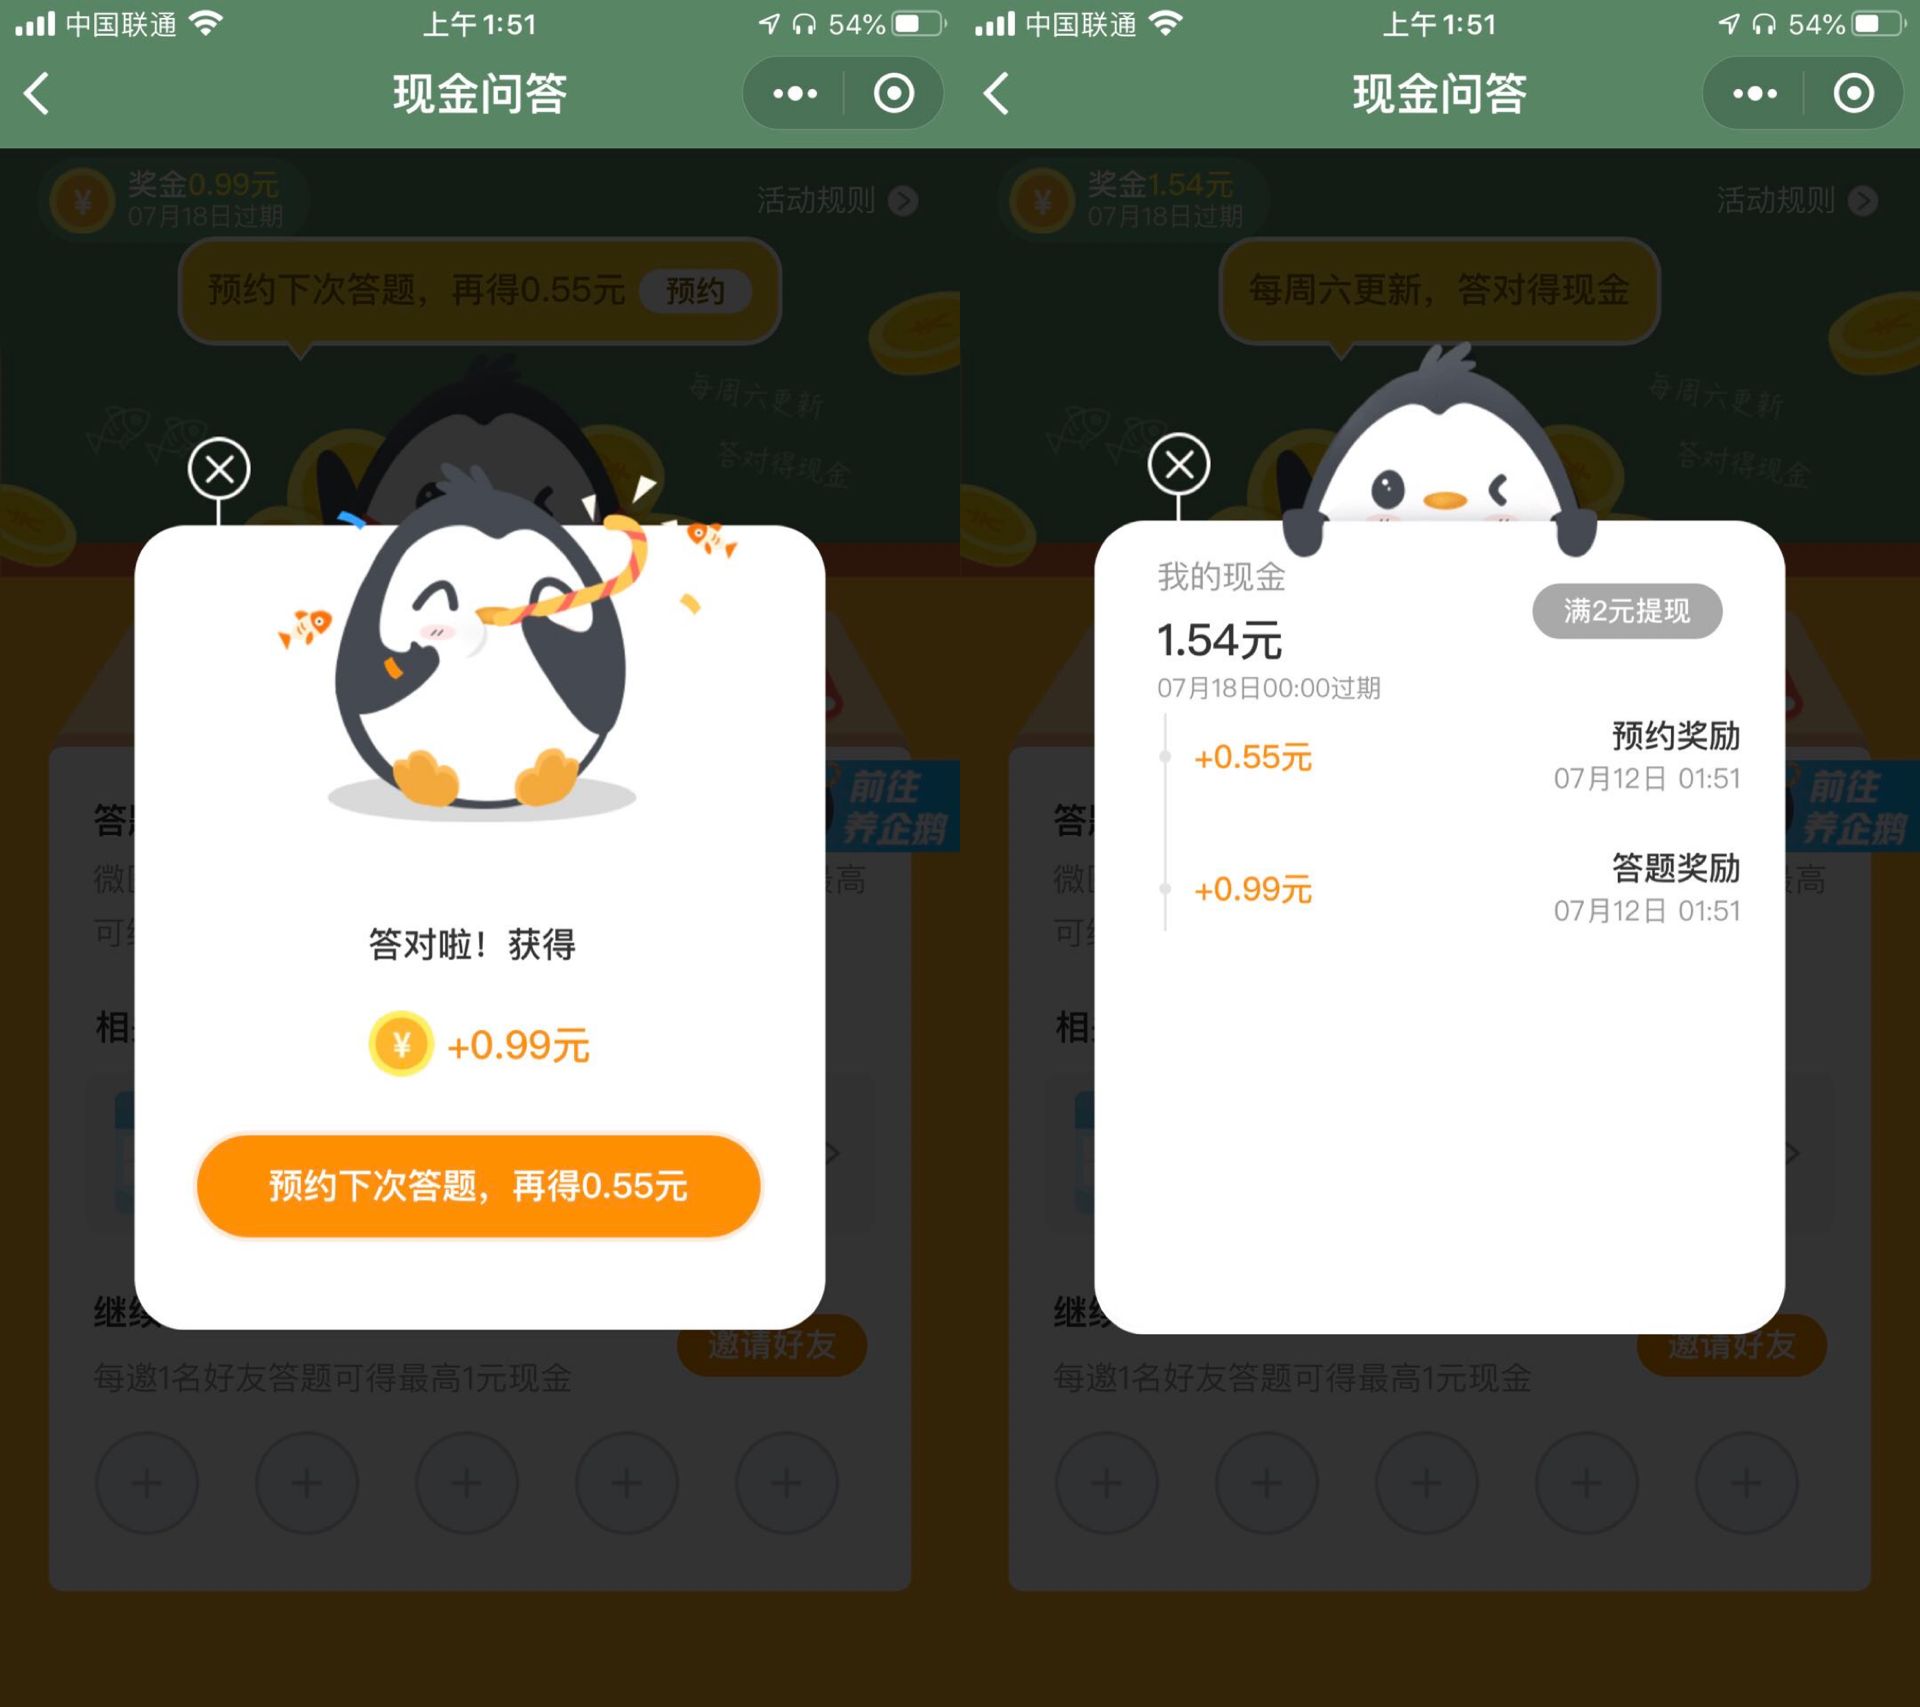 中国联通
上午1:51
54%
现金问答
奖金0.99元
07月18日过期
活动规则
预约下次答题，再得0.55元
预约
每周六更新
答对得现金
前往
养企鹅
答
微
最高
可
答对啦！获得
¥ +0.99元
相
预约下次答题，再得0.55元
继续
邀请好友
每邀1名好友答题可得最高1元现金
中国联通
上午1:51
54%
现金问答
奖金1.54元
07月18日过期
活动规则
每周六更新，答对得现金
每周六更新
答对得现金
我的现金
满2元提现
1.54元
07月18日00:00过期
+0.55元
预约奖励
07月12日 01:51
前往
养企鹅
答
+0.99元
答题奖励
07月12日 01:51
微
最高
可
相
继续
邀请好友
每邀1名好友答题可得最高1元现金